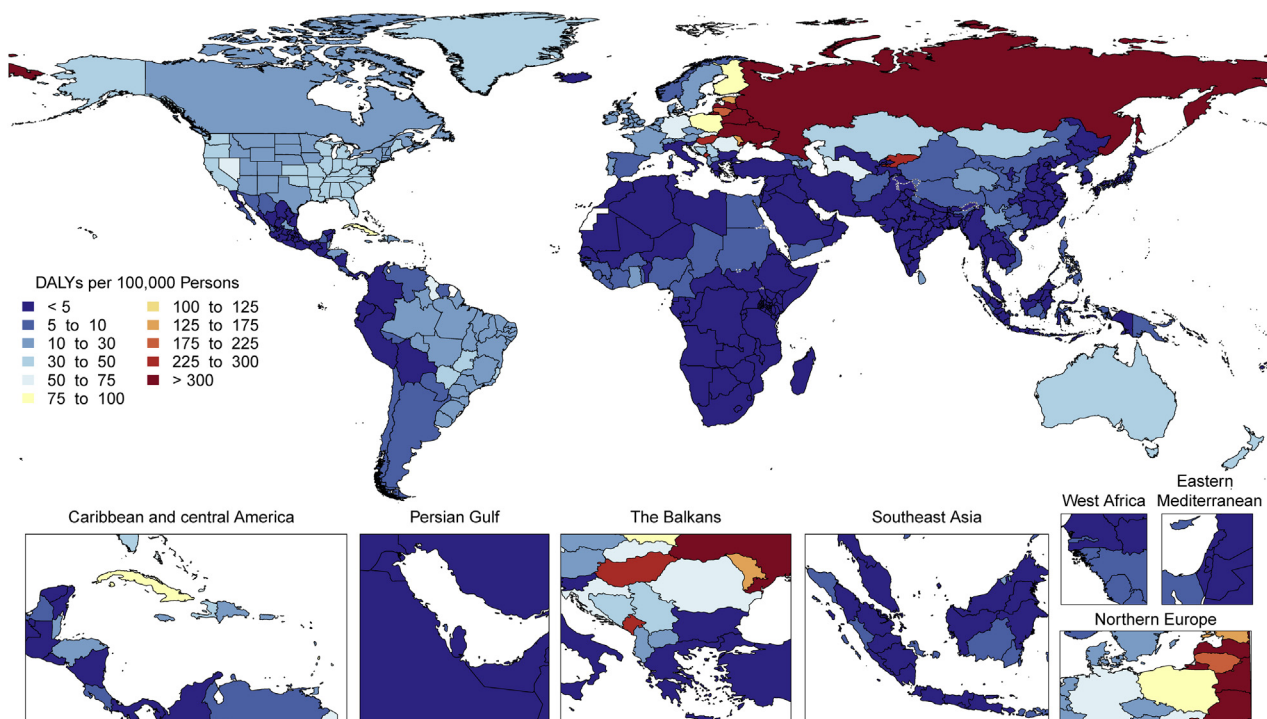 DALYs per 100,000 Persons
< 5
5 to 10
10 to 30
30 to 50
50 to 75
75 to 100
100 to 125
125 to 175
175 to 225
225 to 300
> 300
Caribbean and central America
Persian Gulf
The Balkans
Southeast Asia
West Africa
Eastern
Mediterranean
Northern Europe